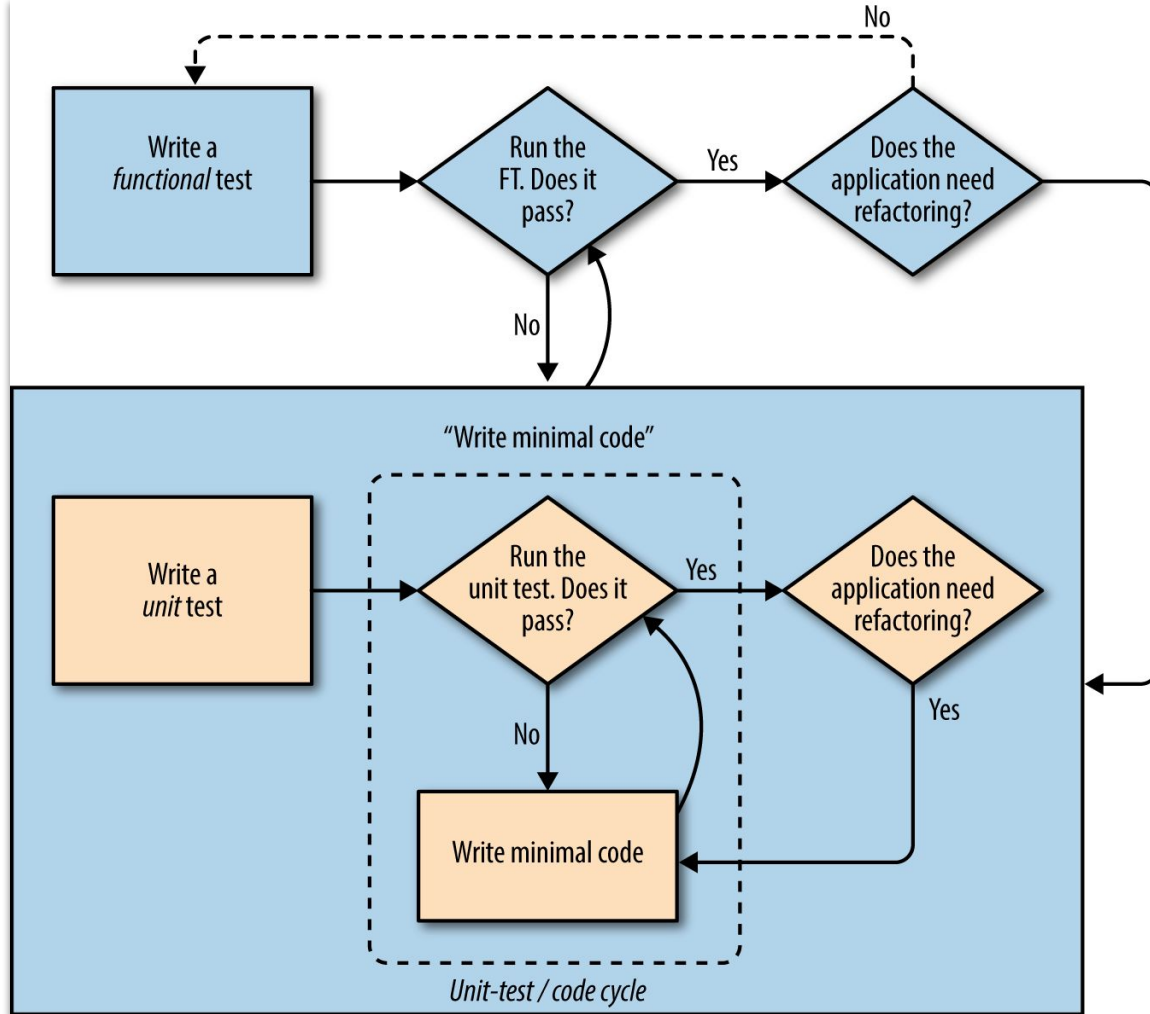 No
Write a
functional test
Run the
FT. Does it
pass?
Yes
Does the
application need
refactoring?
No
“Write minimal code”
Write a
unit test
Run the
unit test. Does it
pass?
Yes
Does the
application need
refactoring?
No
Yes
Write minimal code
Unit-test / code cycle